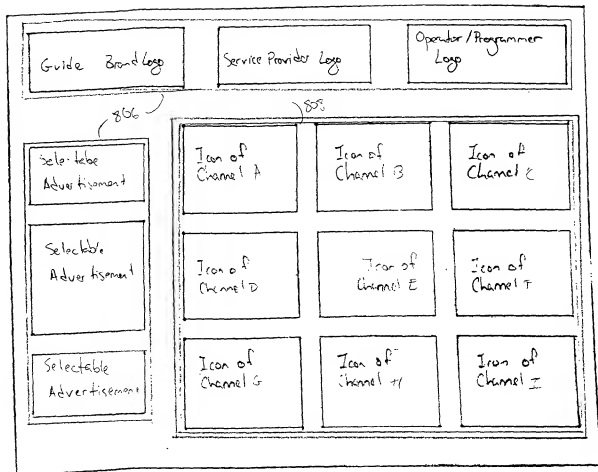 Guide Brand Logo
Service Provider Logo
Operator/Programmer
Logo
806
808
Selectabe
Advertisement
Selectable
Advertisement
Selectable
Advertisement
Icon of
Channel A
Icon of
Channel B
Icon of
Channel C
Icon of
Channel D
Icon of
Channel E
Icon of
Channel F
Icon of
Channel G
Icon of
Channel H
Icon of
Channel I